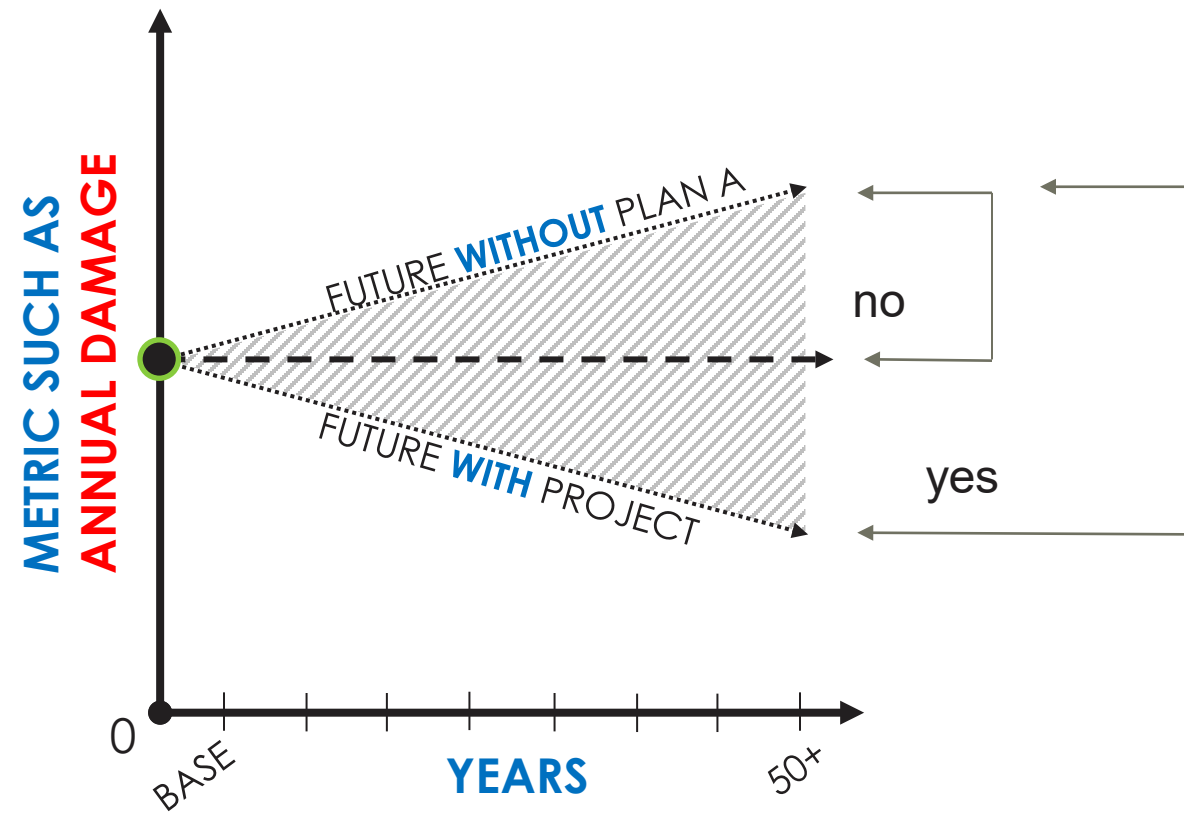 METRIC SUCH AS
ANNUAL DAMAGE
FUTURE WITHOUT PLAN A
no
FUTURE WITH PROJECT
yes
0
BASE
YEARS
50+